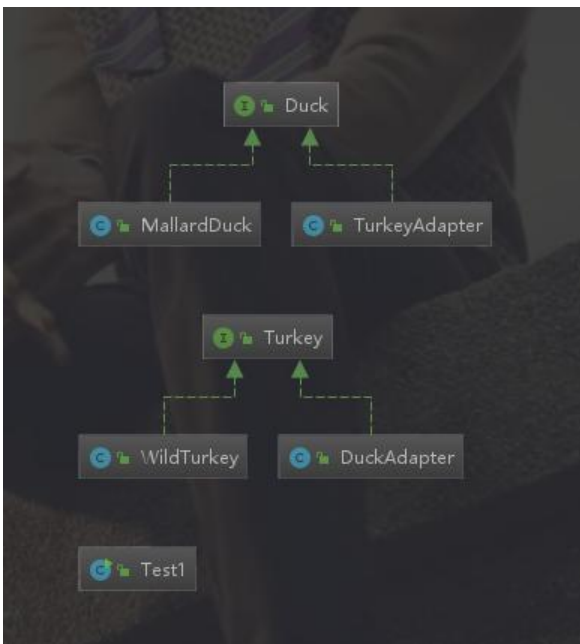 I Duck
C MallardDuck
C TurkeyAdapter
I Turkey
C WildTurkey
C DuckAdapter
C Test1